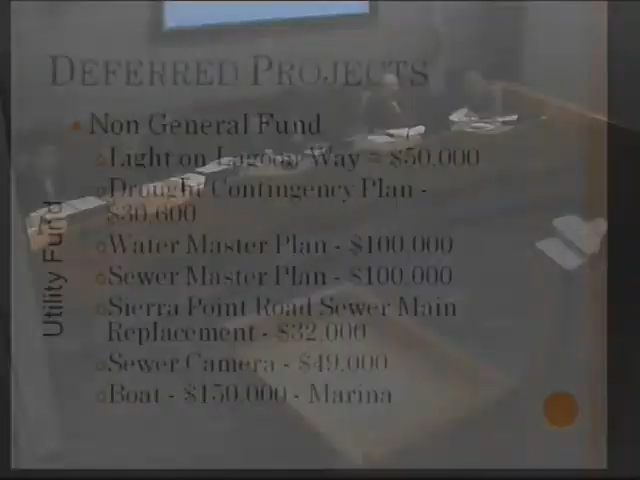 DEFERRED PROJECTS
Non General Fund
Light on Lagoon Way = $50,000
Drought Contingency Plan -
$30,600
Water Master Plan - $100,000
Sewer Master Plan - $100,000
Sierra Point Road Sewer Main
Replacement - $32,000
Sewer Camera - $49,000
Boat - $150,000 - Marina
Utility Fund